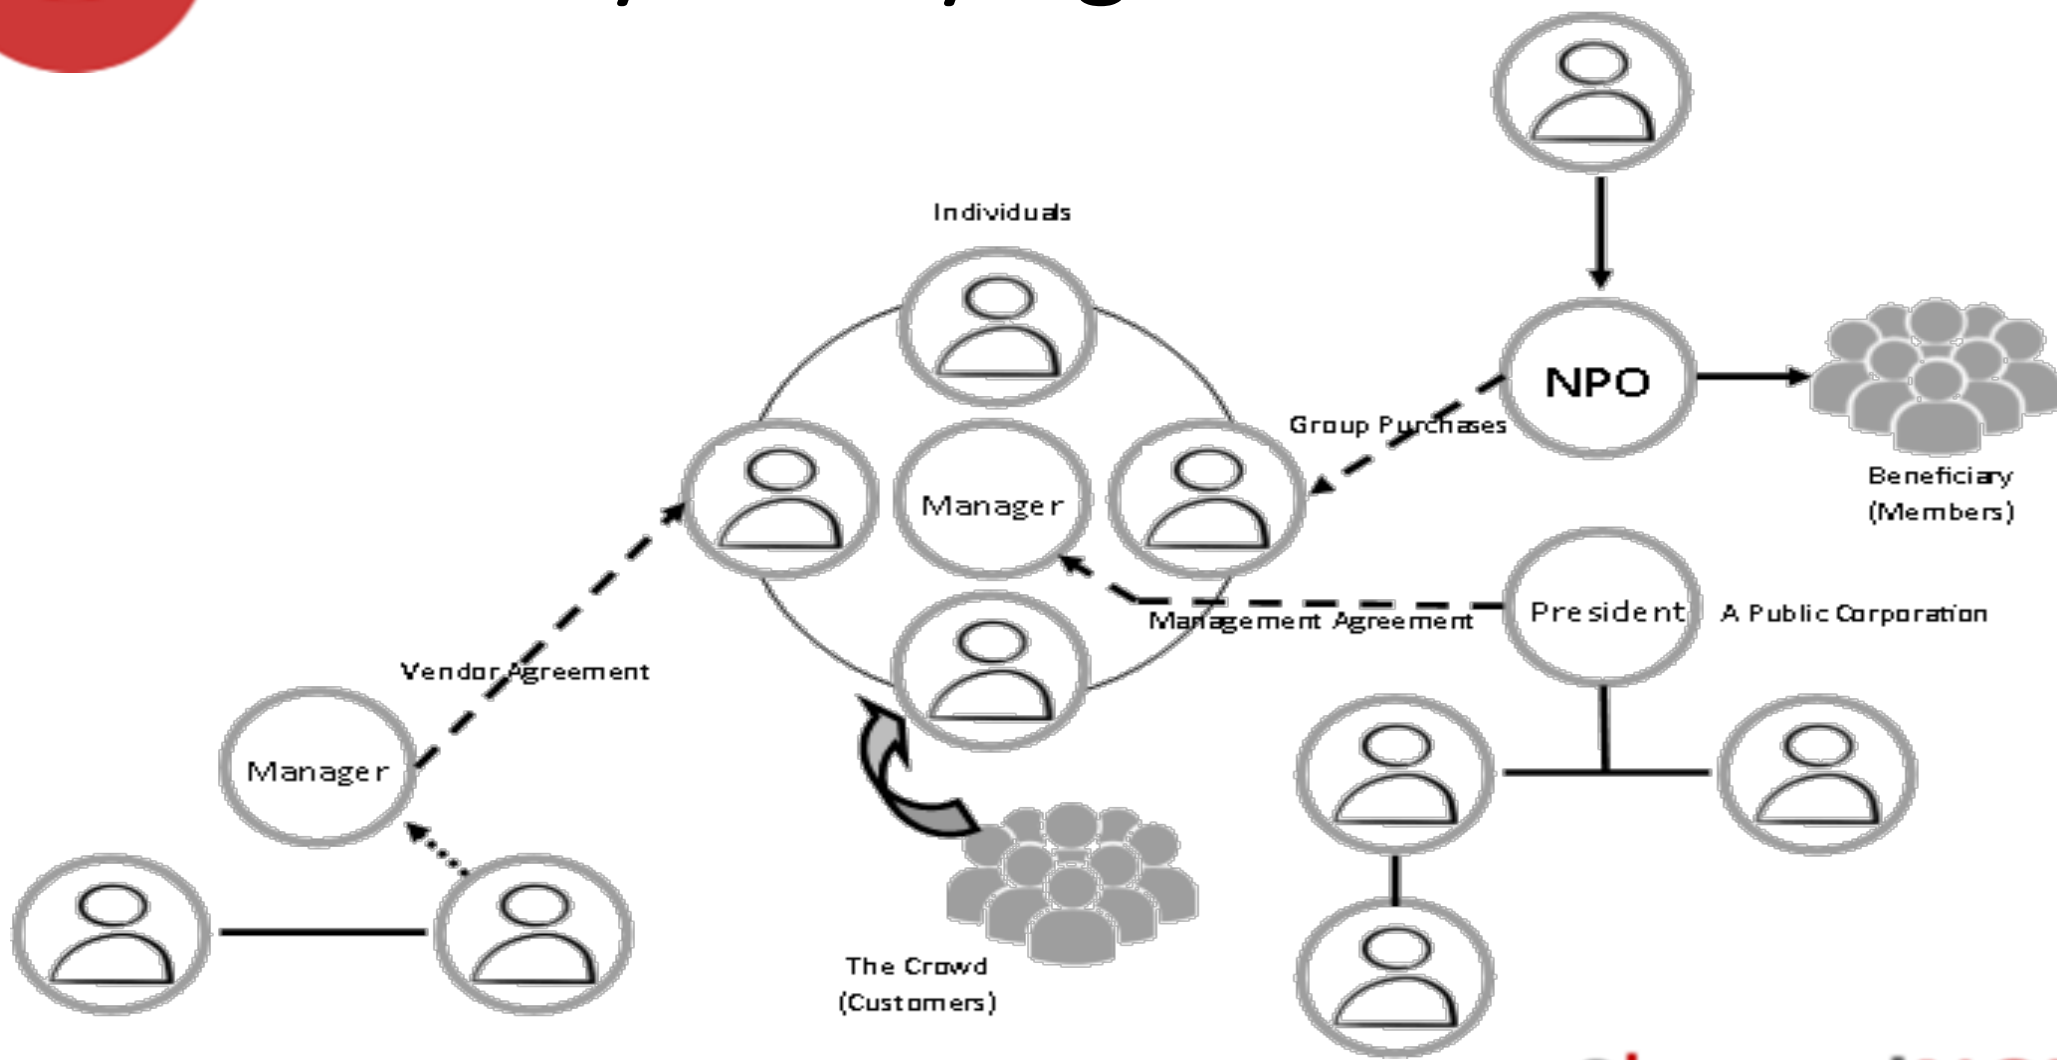 Individuals
NPO
Group Purchases
Manager
Beneficiary
(Members)
President
A Public Corporation
Management Agreement
Vendor Agreement
Manager
The Crowd
(Customers)